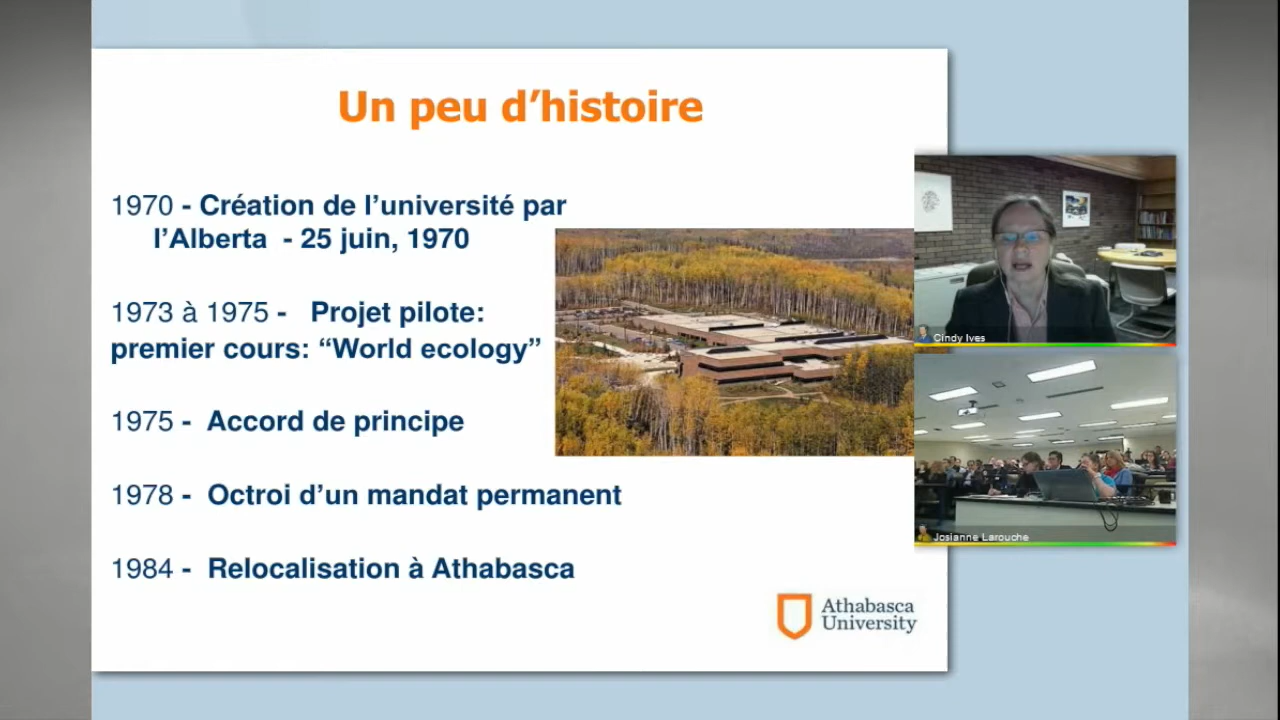 Un peu d’histoire
1970 - Création de l’université par
l’Alberta - 25 juin, 1970
1973 à 1975 - Projet pilote:
premier cours: “World ecology”
1975 - Accord de principe
1978 - Octroi d’un mandat permanent
1984 - Relocalisation à Athabasca
Athabasca
University
Cindy Ives
Josianne Larouche